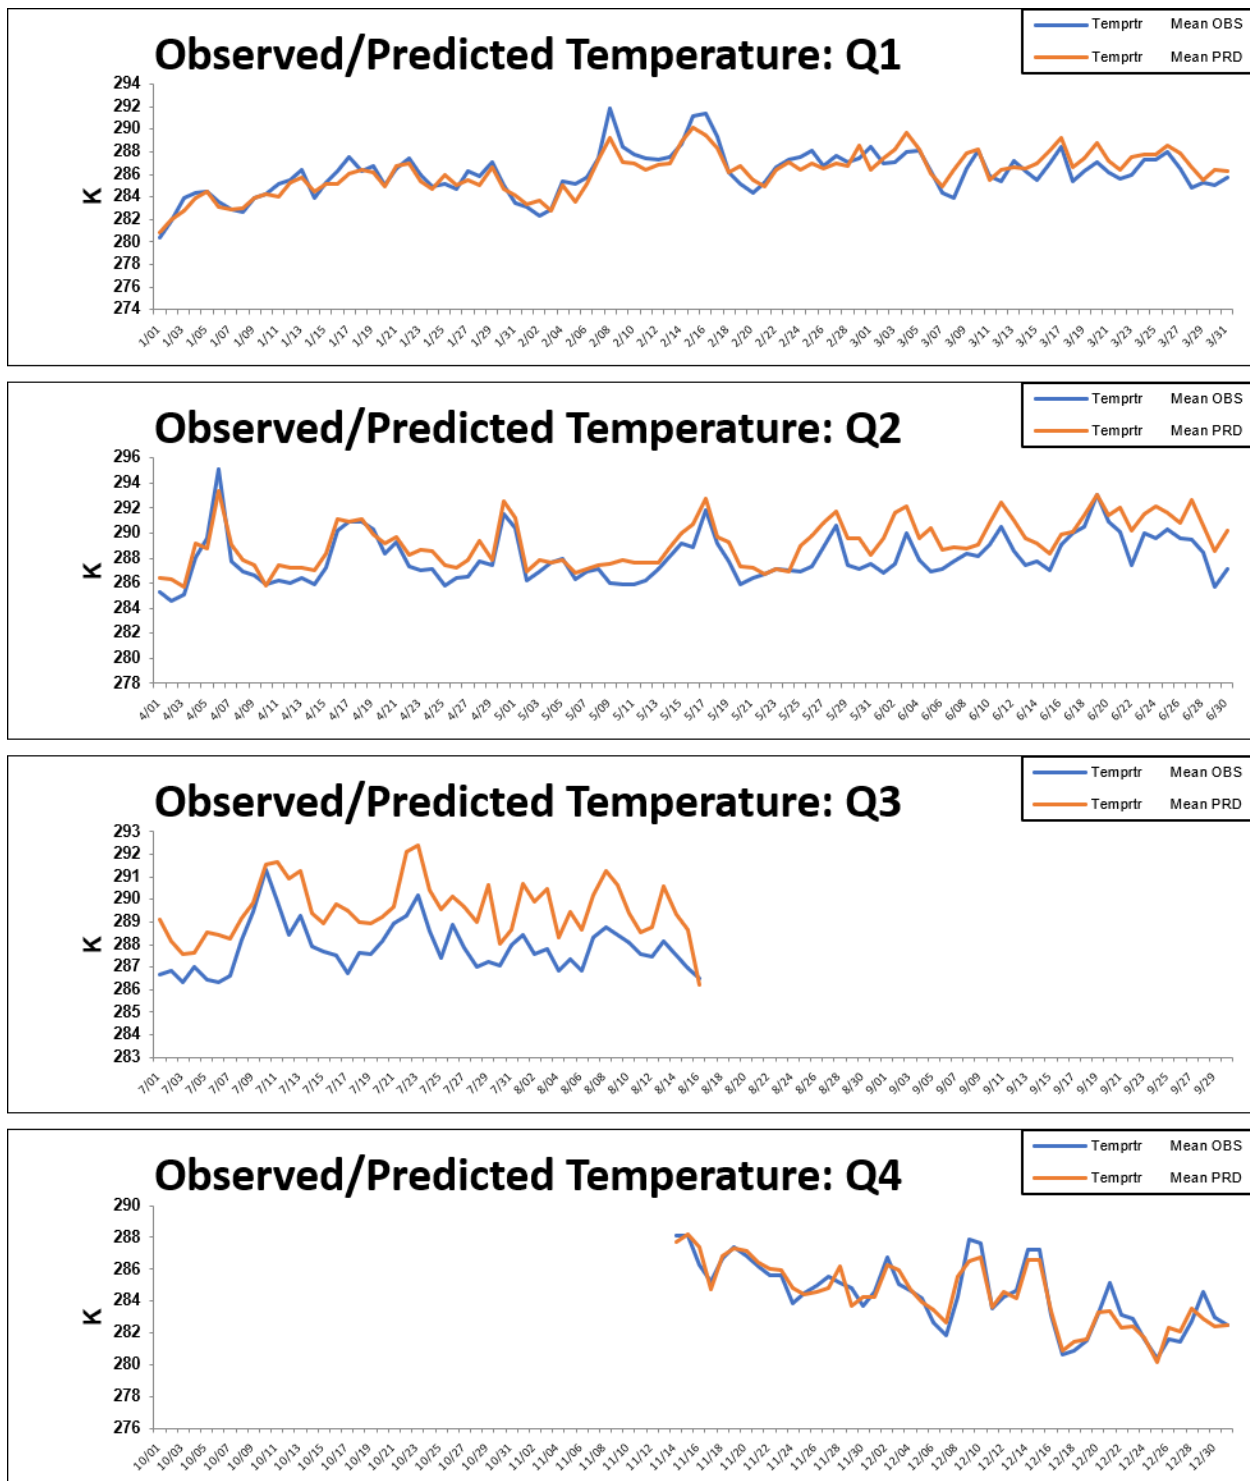 Temprtr Mean OBS
Temprtr Mean PRD
Observed/Predicted Temperature: Q1
294
292
290
288
286
284
282
280
278
276
274
K
1/01 1/03 1/05 1/07 1/09 1/11 1/13 1/15 1/17 1/19 1/21 1/23 1/25 1/27 1/29 1/31 2/02 2/04 2/06 2/08 2/10 2/12 2/14 2/16 2/18 2/20 2/22 2/24 2/26 2/28 3/01 3/03 3/05 3/07 3/09 3/11 3/13 3/15 3/17 3/19 3/21 3/23 3/25 3/27 3/29 3/31
Temprtr Mean OBS
Temprtr Mean PRD
Observed/Predicted Temperature: Q2
296
294
292
290
288
286
284
282
280
278
K
4/01 4/03 4/05 4/07 4/09 4/11 4/13 4/15 4/17 4/19 4/21 4/23 4/25 4/27 4/29 5/01 5/03 5/05 5/07 5/09 5/11 5/13 5/15 5/17 5/19 5/21 5/23 5/25 5/27 5/29 5/31 6/02 6/04 6/06 6/08 6/10 6/12 6/14 6/16 6/18 6/20 6/22 6/24 6/26 6/28 6/30
Temprtr Mean OBS
Temprtr Mean PRD
Observed/Predicted Temperature: Q3
293
292
291
290
289
288
287
286
285
284
283
K
7/01 7/03 7/05 7/07 7/09 7/11 7/13 7/15 7/17 7/19 7/21 7/23 7/25 7/27 7/29 7/31 8/02 8/04 8/06 8/08 8/10 8/12 8/14 8/16 8/18 8/20 8/22 8/24 8/26 8/28 8/30 9/01 9/03 9/05 9/07 9/09 9/11 9/13 9/15 9/17 9/19 9/21 9/23 9/25 9/27 9/29
Temprtr Mean OBS
Temprtr Mean PRD
Observed/Predicted Temperature: Q4
290
288
286
284
282
280
278
276
K
10/01 10/03 10/05 10/07 10/09 10/11 10/13 10/15 10/17 10/19 10/21 10/23 10/25 10/27 10/29 10/31 11/02 11/04 11/06 11/08 11/10 11/12 11/14 11/16 11/18 11/20 11/22 11/24 11/26 11/28 11/30 12/02 12/04 12/06 12/08 12/10 12/12 12/14 12/16 12/18 12/20 12/22 12/24 12/26 12/28 12/30